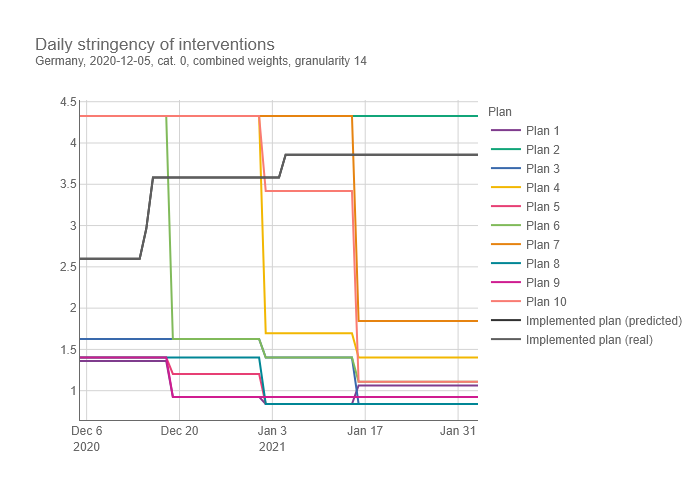 Daily stringency of interventions
Germany, 2020-12-05, cat. 0, combined weights, granularity 14
4.5
4
3.5
3
2.5
2
1.5
1
Dec 6
2020
Dec 20
Jan 3
2021
Jan 17
Jan 31
Plan
Plan 1
Plan 2
Plan 3
Plan 4
Plan 5
Plan 6
Plan 7
Plan 8
Plan 9
Plan 10
Implemented plan (predicted)
Implemented plan (real)